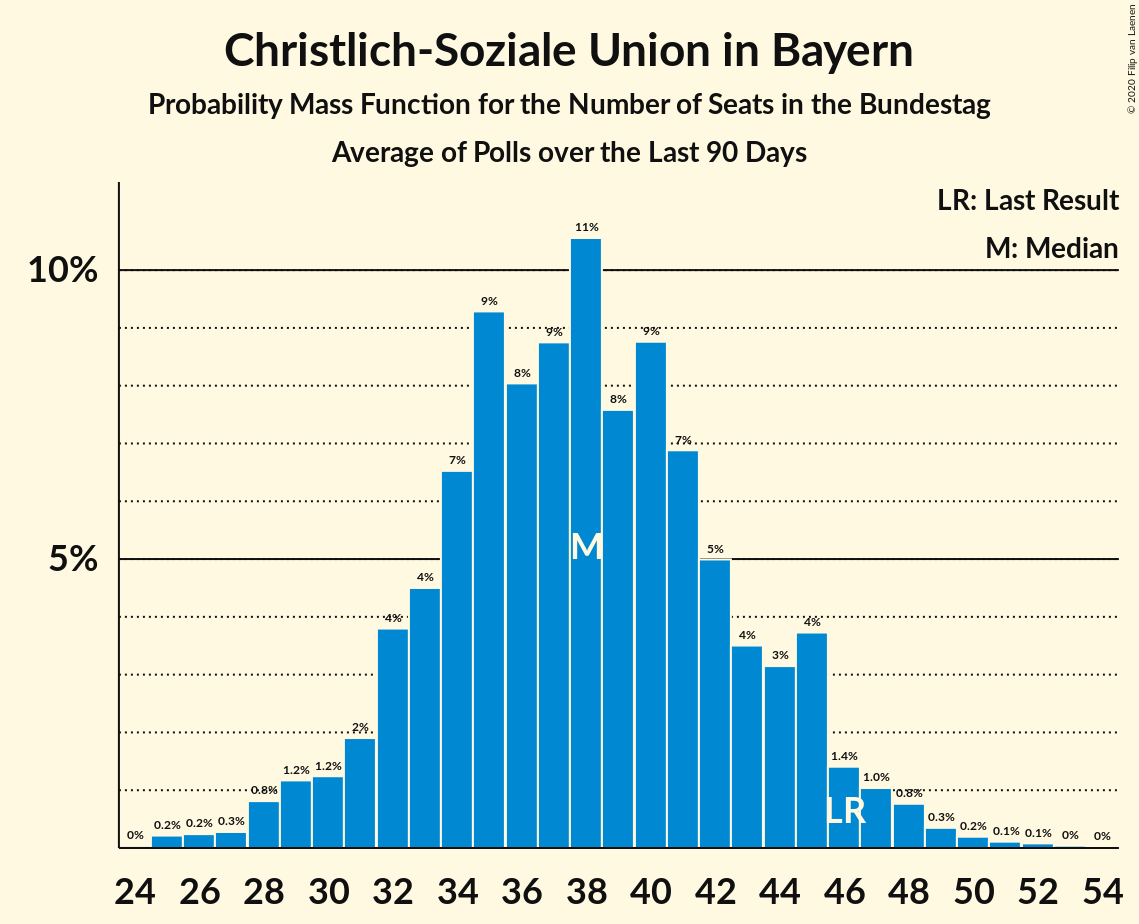 Christlich-Soziale Union in Bayern
Probability Mass Function for the Number of Seats in the Bundestag
Average of Polls over the Last 90 Days
© 2020 Filip van Laenen
LR: Last Result
M: Median
10%
5%
0% 0.2% 0.2% 0.3% 0.8% 1.2% 1.2% 2% 4% 4% 7% 9% 8% 9% 11% 8% 9% 7% 5% 4% 3% 4% 1.4% 1.0% 0.8% 0.3% 0.2% 0.1% 0.1% 0% 0%
M
LR
24 26 28 30 32 34 36 38 40 42 44 46 48 50 52 54